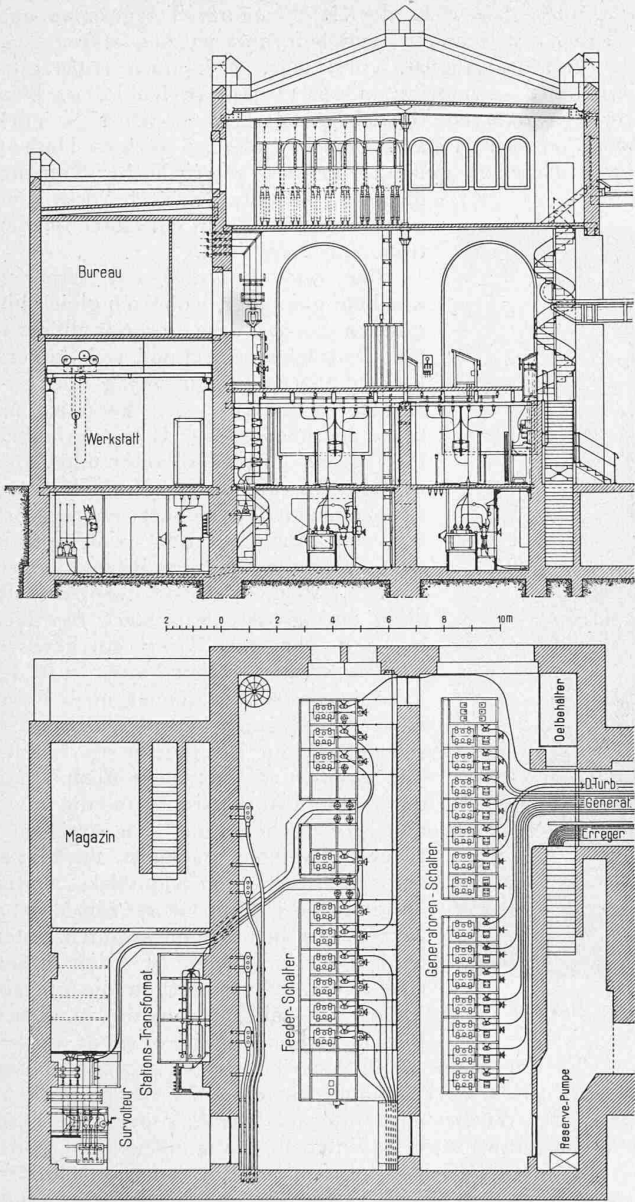 Bureau
Werkstatt
2 0 2 4 6 8 10m
Oelbehälter
D-Turb.
Generat.
Erreger
Magazin
Generatoren-Schalter
Feeder-Schalter
Stations-Transformat.
Survolteur
Reserve-Pumpe